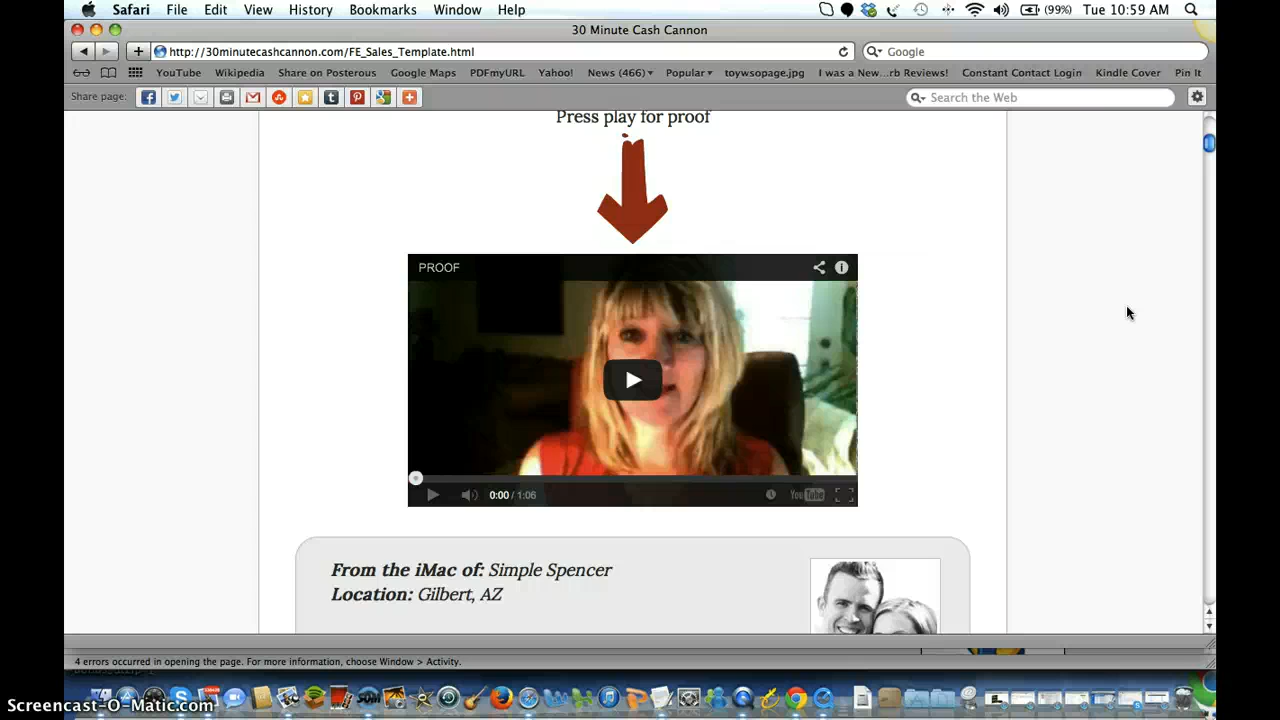 Safari File Edit View History Bookmarks Window Help (99%) Tue 10:59 AM
30 Minute Cash Cannon
http://30minutecashcannon.com/FE_Sales_Template.html Google
YouTube Wikipedia Share on Posterous Google Maps PDFmyURL Yahoo! News (466) Popular toywsopage.jpg I was a New...rb Reviews! Constant Contact Login Kindle Cover Pin It
Share page: Search the Web
Press play for proof
PROOF
0:00 / 1:06 YouTube
From the iMac of: Simple Spencer
Location: Gilbert, AZ
4 errors occurred in opening the page. For more information, choose Window > Activity.
Screencast-O-Matic.com